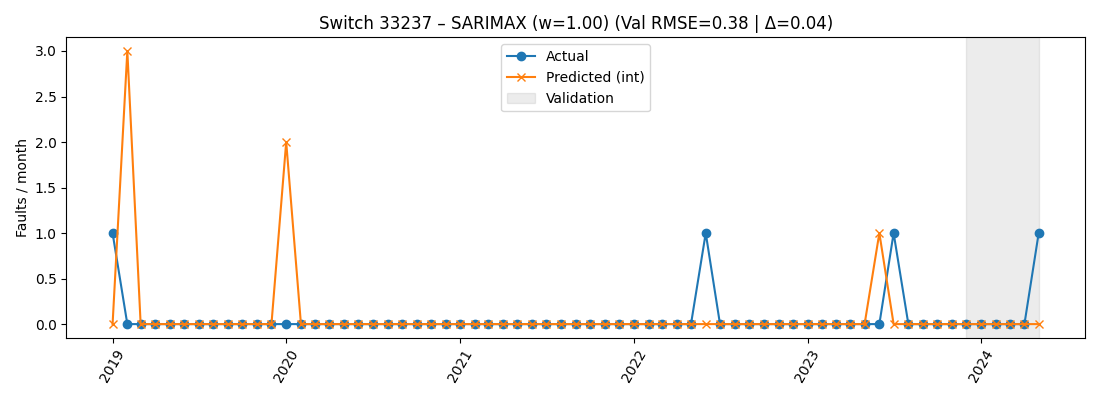 Switch 33237 – SARIMAX (w=1.00) (Val RMSE=0.38 | Δ=0.04)
Actual
Predicted (int)
Validation
Faults / month
3.0
2.5
2.0
1.5
1.0
0.5
0.0
2019
2020
2021
2022
2023
2024